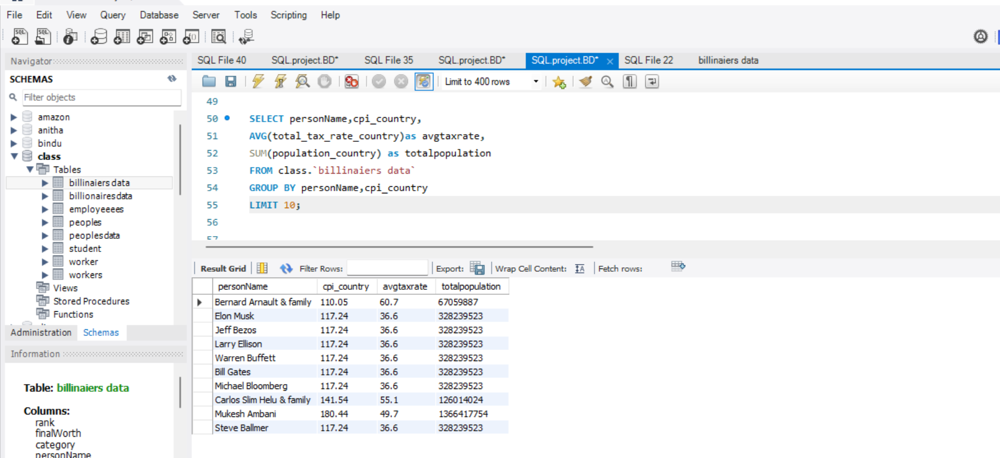 File Edit View Query Database Server Tools Scripting Help
Navigator
SCHEMAS
Filter objects
amazon
anitha
bindu
class
Tables
billinaiers data
billionairesdata
employeeees
peoples
peoplesdata
student
worker
workers
Views
Stored Procedures
Functions
Administration Schemas
Information
Table: billinaiers data
Columns:
rank
finalWorth
category
personName
SQL File 40 SQL.project.BD* SQL File 35 SQL.project.BD* SQL.project.BD* SQL File 22 billinaiers data
Limit to 400 rows
49
50 SELECT personName,cpi_country,
51 AVG(total_tax_rate_country)as avgtaxrate,
52 SUM(population_country) as totalpopulation
53 FROM class.`billinaiers data`
54 GROUP BY personName,cpi_country
55 LIMIT 10;
56
57
Result Grid Filter Rows: Export: Wrap Cell Content: Fetch rows:
personName cpi_country avgtaxrate totalpopulation
Bernard Arnault & family 110.05 60.7 67059887
Elon Musk 117.24 36.6 328239523
Jeff Bezos 117.24 36.6 328239523
Larry Ellison 117.24 36.6 328239523
Warren Buffett 117.24 36.6 328239523
Bill Gates 117.24 36.6 328239523
Michael Bloomberg 117.24 36.6 328239523
Carlos Slim Helu & family 141.54 55.1 126014024
Mukesh Ambani 180.44 49.7 1366417754
Steve Ballmer 117.24 36.6 328239523